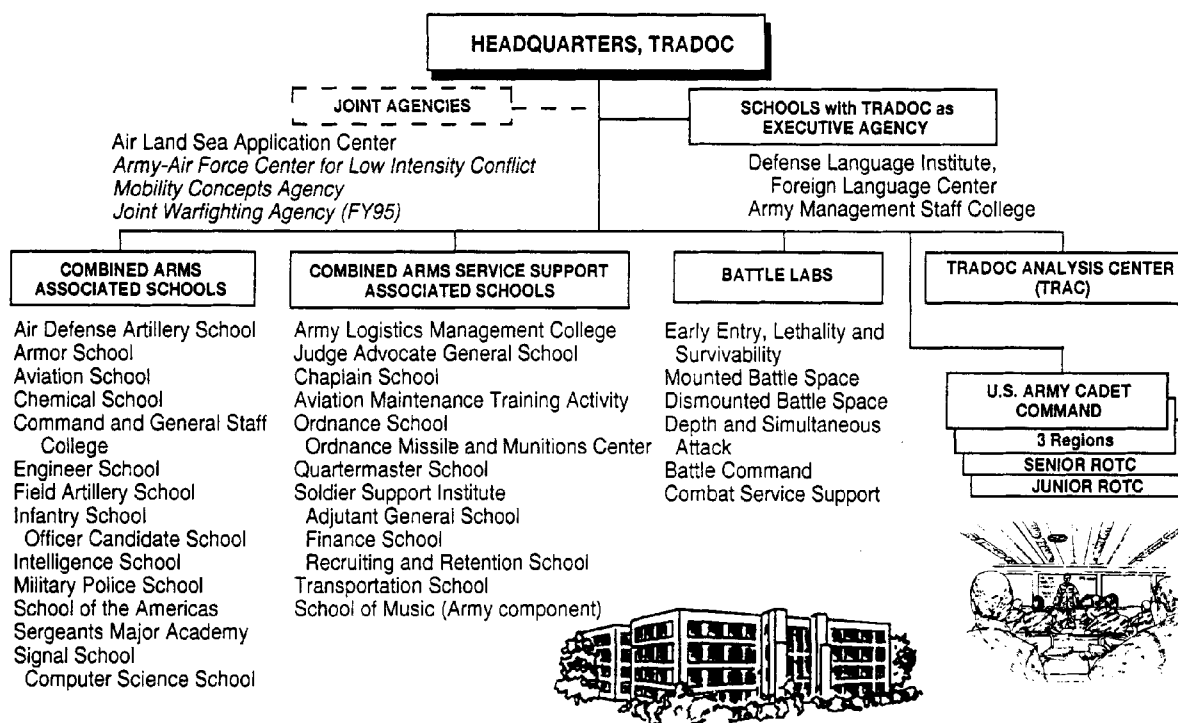 HEADQUARTERS, TRADOC
JOINT AGENCIES
Air Land Sea Application Center
Army-Air Force Center for Low Intensity Conflict
Mobility Concepts Agency
Joint Warfighting Agency (FY95)
SCHOOLS with TRADOC as
EXECUTIVE AGENCY
Defense Language Institute,
Foreign Language Center
Army Management Staff College
COMBINED ARMS
ASSOCIATED SCHOOLS
Air Defense Artillery School
Armor School
Aviation School
Chemical School
Command and General Staff
College
Engineer School
Field Artillery School
Infantry School
Officer Candidate School
Intelligence School
Military Police School
School of the Americas
Sergeants Major Academy
Signal School
Computer Science School
COMBINED ARMS SERVICE SUPPORT
ASSOCIATED SCHOOLS
Army Logistics Management College
Judge Advocate General School
Chaplain School
Aviation Maintenance Training Activity
Ordnance School
Ordnance Missile and Munitions Center
Quartermaster School
Soldier Support Institute
Adjutant General School
Finance School
Recruiting and Retention School
Transportation School
School of Music (Army component)
BATTLE LABS
Early Entry, Lethality and
Survivability
Mounted Battle Space
Dismounted Battle Space
Depth and Simultaneous
Attack
Battle Command
Combat Service Support
TRADOC ANALYSIS CENTER
(TRAC)
U.S. ARMY CADET
COMMAND
3 Regions
SENIOR ROTC
JUNIOR ROTC